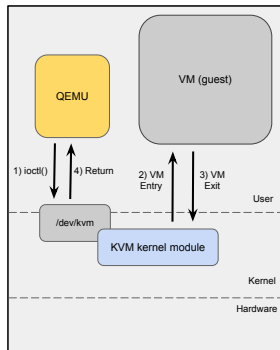 QEMU
VM (guest)
1) ioctl()
4) Return
2) VM
Entry
3) VM
Exit
User
/dev/kvm
KVM kernel module
Kernel
Hardware